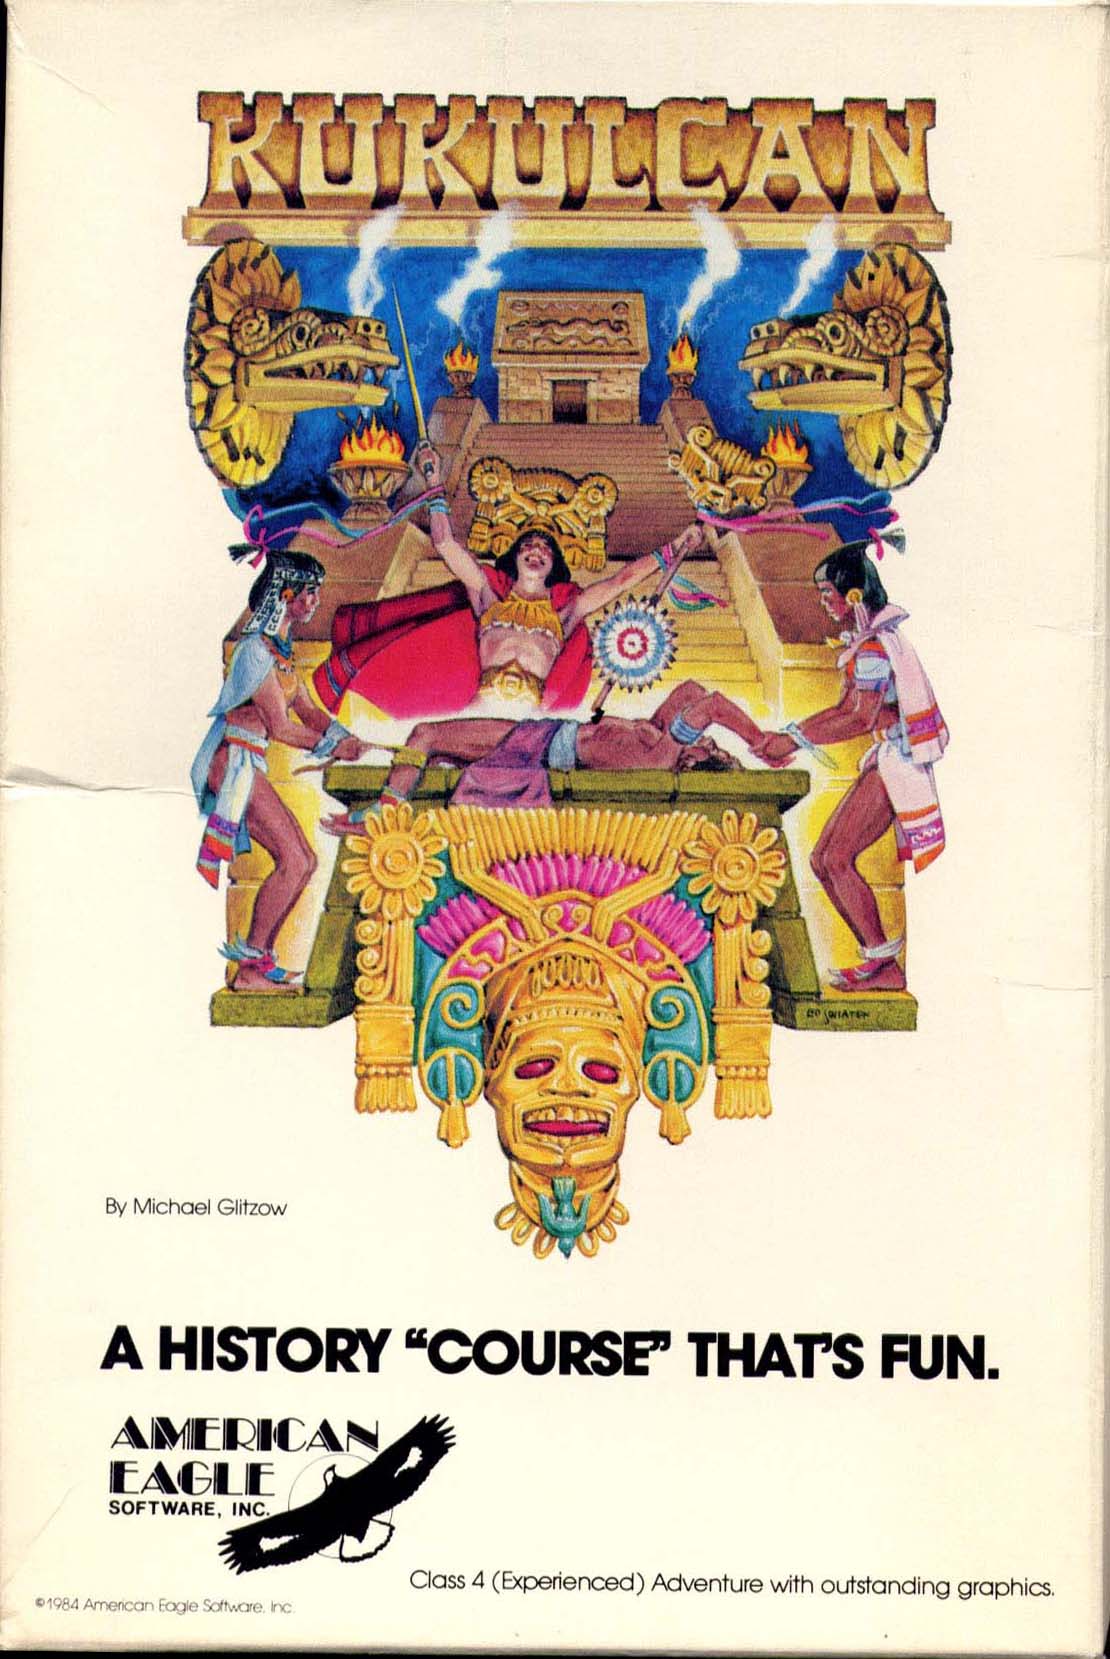 KUKULCAN
By Michael Glitzow
A HISTORY “COURSE” THAT'S FUN.
AMERICAN
EAGLE
SOFTWARE, INC.
Class 4 (Experienced) Adventure with outstanding graphics.
©1984 American Eagle Software, Inc.